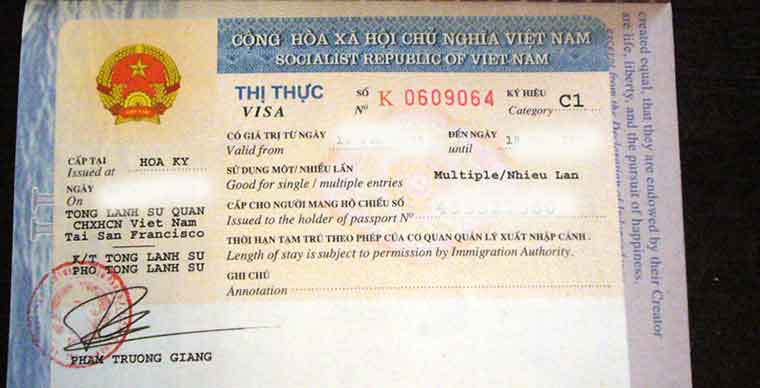 CỘNG HÒA XÃ HỘI CHỦ NGHĨA VIỆT NAM
SOCIALIST REPUBLIC OF VIET NAM
THỊ THỰC
VISA
SỐ
Nº
K 0609064
KÝ HIỆU
Category
C1
CÓ GIÁ TRỊ TỪ NGÀY
Valid from
ĐẾN NGÀY
until
CẤP TẠI
Issued at
HOA KY
SỬ DỤNG MỘT/ NHIỀU LẦN
Good for single / multiple entries
Multiple/Nhieu Lan
NGÀY
On
CẤP CHO NGƯỜI MANG HỘ CHIẾU SỐ
Issued to the holder of passport Nº
TONG LANH SU QUAN
CHXHCN Viet Nam
Tai San Francisco
THỜI HẠN TẠM TRÚ THEO PHÉP CỦA CƠ QUAN QUẢN LÝ XUẤT NHẬP CẢNH.
Length of stay is subject to permission by Immigration Authority.
K/T TONG LANH SU
PHO TONG LANH SU
GHI CHÚ
Annotation
PHAM TRUONG GIANG
created equal, that they are endowed by their Creator
are life, liberty, and the pursuit of happiness.
from the Declaration of